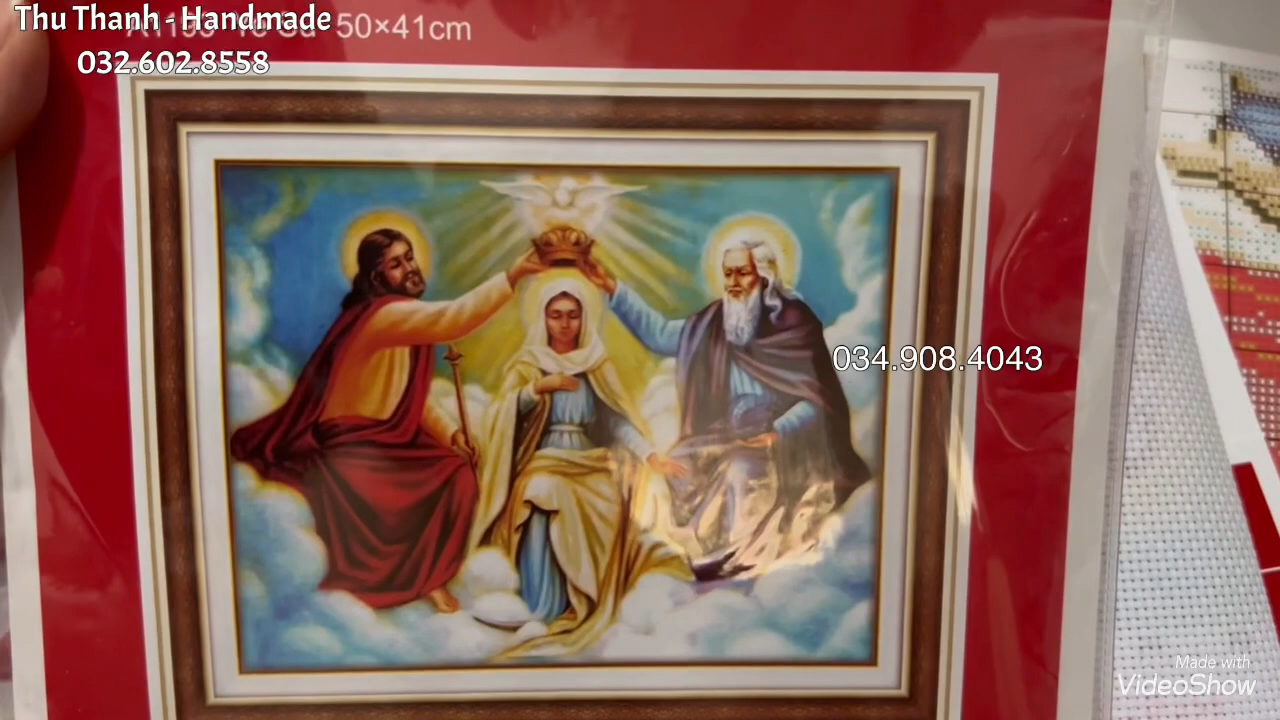 Thu Thanh - Handmade
50×41cm
032.602.8558
034.908.4043
Made with
VideoShow